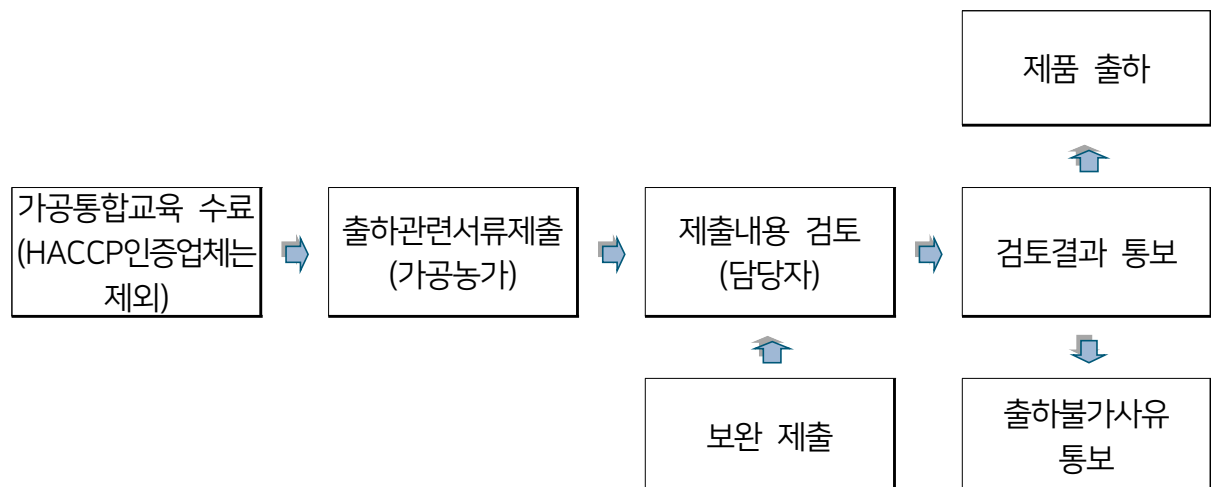 제품 출하
가공통합교육 수료
(HACCP인증업체는
제외)
출하관련서류제출
(가공농가)
제출내용 검토
(담당자)
검토결과 통보
보완 제출
출하불가사유
통보